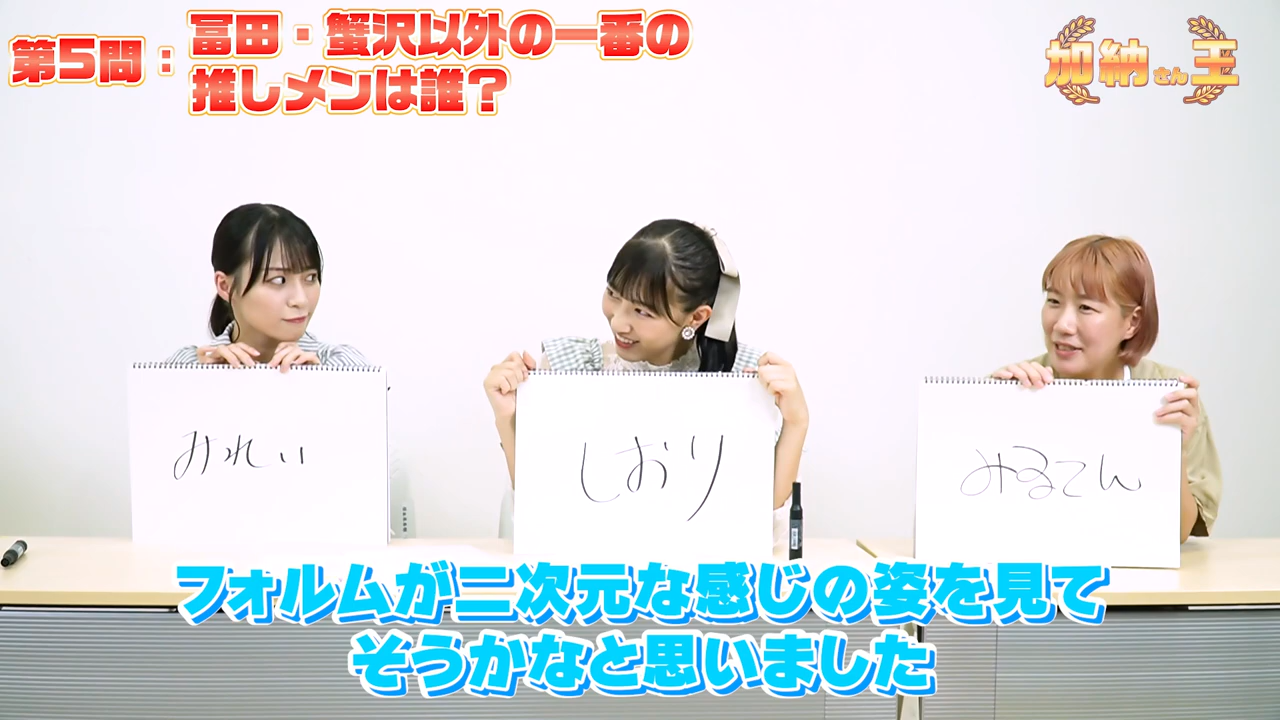 第5問：冨田・蟹沢以外の一番の
推しメンは誰？
加納さん王
みれい
しおり
みるてん
フォルムが二次元な感じの姿を見て
そうかなと思いました